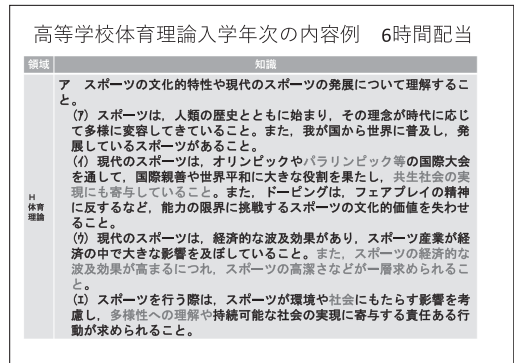 高等学校体育理論入学年次の内容例　6時間配当
領域
知識
H
体育
理論
ア　スポーツの文化的特性や現代のスポーツの発展について理解するこ
と。
(ｱ) スポーツは，人類の歴史とともに始まり，その理念が時代に応じ
て多様に変容してきていること。また，我が国から世界に普及し，発
展しているスポーツがあること。
(ｲ) 現代のスポーツは，オリンピックやパラリンピック等の国際大会
を通して，国際親善や世界平和に大きな役割を果たし，共生社会の実
現にも寄与していること。また，ドーピングは，フェアプレイの精神
に反するなど，能力の限界に挑戦するスポーツの文化的価値を失わせ
ること。
(ｳ) 現代のスポーツは，経済的な波及効果があり，スポーツ産業が経
済の中で大きな影響を及ぼしていること。また，スポーツの経済的な
波及効果が高まるにつれ，スポーツの高潔さなどが一層求められるこ
と。
(ｴ) スポーツを行う際は，スポーツが環境や社会にもたらす影響を考
慮し，多様性への理解や持続可能な社会の実現に寄与する責任ある行
動が求められること。